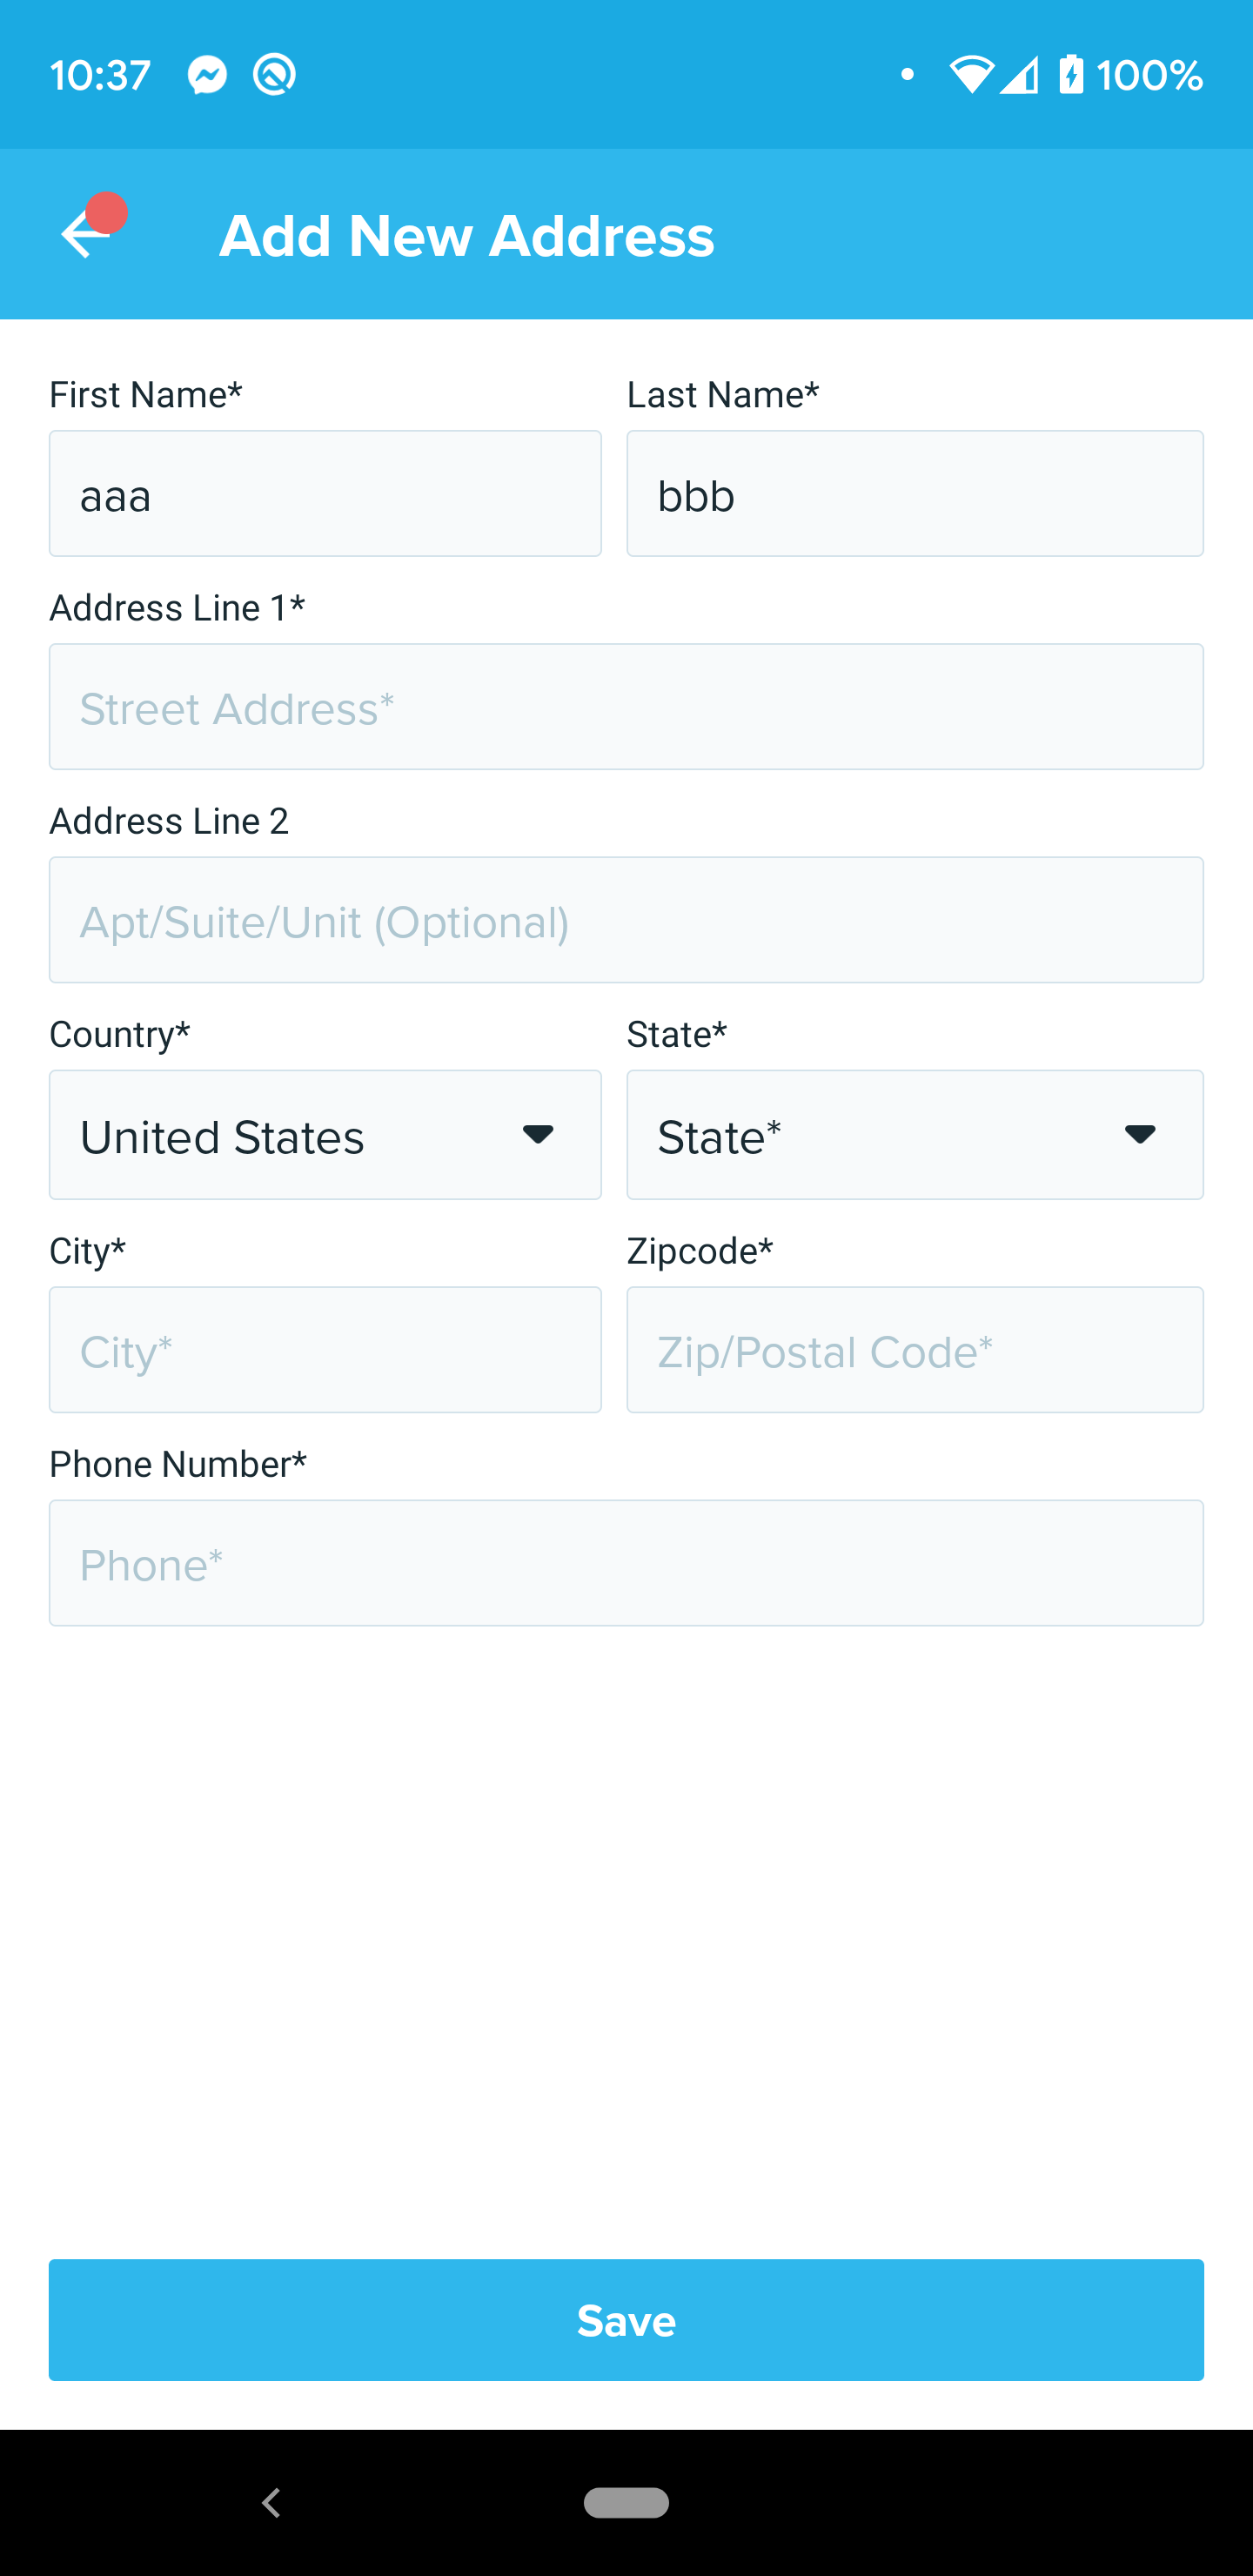 10:37 100%
Add New Address
First Name* Last Name*
aaa bbb
Address Line 1*
Street Address*
Address Line 2
Apt/Suite/Unit (Optional)
Country* State*
United States State*
City* Zipcode*
City* Zip/Postal Code*
Phone Number*
Phone*
Save